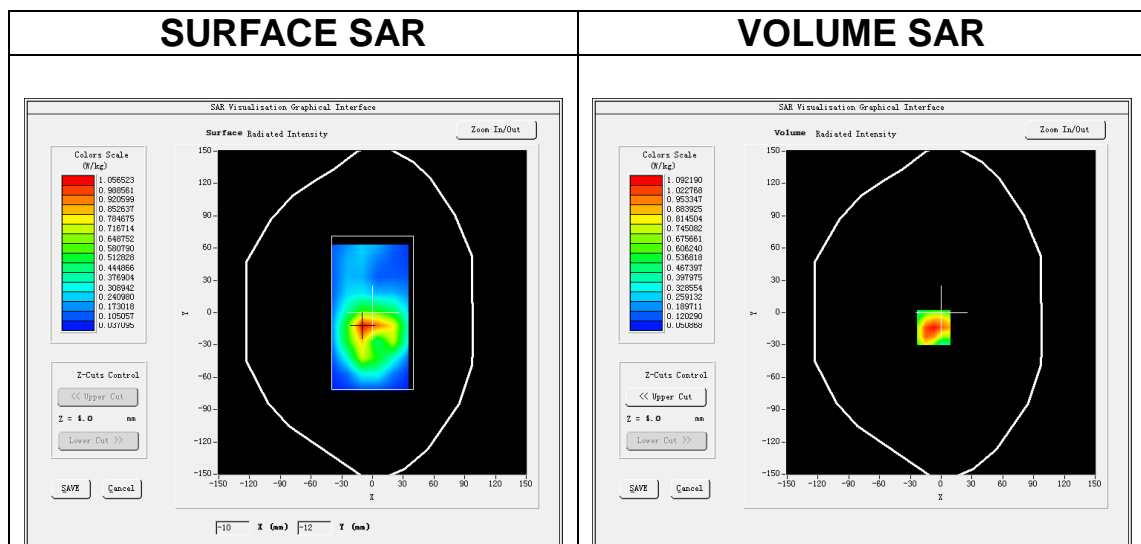 SURFACE SAR
VOLUME SAR
SAR Visualisation Graphical Interface
Surface Radiated Intensity
Zoom In/Out
Colors Scale
(W/kg)
1.056523
0.988561
0.920599
0.852637
0.784675
0.716714
0.648752
0.580790
0.512828
0.444866
0.376904
0.308942
0.240980
0.173018
0.105057
0.037095
150
120
90
60
30
0
-30
-60
-90
-120
-150
Y
-150 -120 -90 -60 -30 0 30 60 90 120 150
X
Z-Cuts Control
<< Upper Cut
Z = 4.0 mm
Lower Cut >>
SAVE
Cancel
-10 X (mm) -12 Y (mm)
SAR Visualisation Graphical Interface
Volume Radiated Intensity
Zoom In/Out
Colors Scale
(W/kg)
1.092190
1.022768
0.953347
0.883925
0.814504
0.745082
0.675661
0.606240
0.536818
0.467397
0.397975
0.328554
0.259132
0.189711
0.120290
0.050868
150
120
90
60
30
0
-30
-60
-90
-120
-150
Y
-150 -120 -90 -60 -30 0 30 60 90 120 150
X
Z-Cuts Control
<< Upper Cut
Z = 4.0 mm
Lower Cut >>
SAVE
Cancel